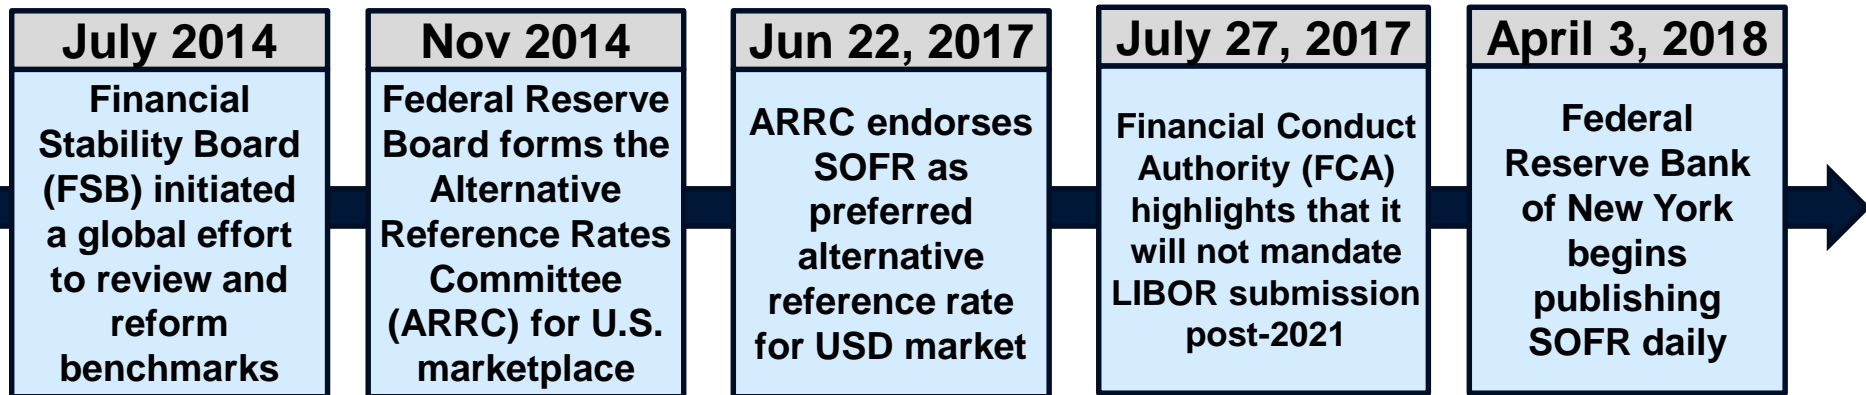 July 2014
Financial
Stability Board
(FSB) initiated
a global effort
to review and
reform
benchmarks
Nov 2014
Federal Reserve
Board forms the
Alternative
Reference Rates
Committee
(ARRC) for U.S.
marketplace
Jun 22, 2017
ARRC endorses
SOFR as
preferred
alternative
reference rate
for USD market
July 27, 2017
Financial Conduct
Authority (FCA)
highlights that it
will not mandate
LIBOR submission
post-2021
April 3, 2018
Federal
Reserve Bank
of New York
begins
publishing
SOFR daily